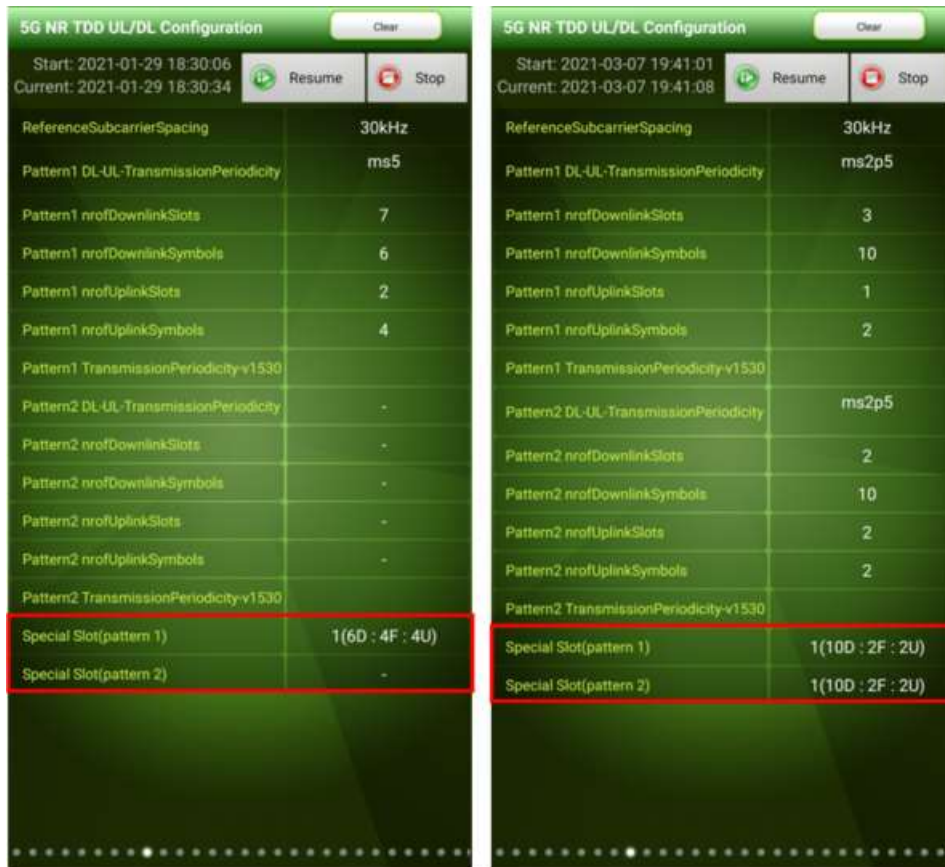 5G NR TDD UL/DL Configuration
Clear
Start: 2021-01-29 18:30:06
Current: 2021-01-29 18:30:34
Resume
Stop
ReferenceSubcarrierSpacing 30kHz
Pattern1 DL-UL-TransmissionPeriodicity ms5
Pattern1 nrofDownlinkSlots 7
Pattern1 nrofDownlinkSymbols 6
Pattern1 nrofUplinkSlots 2
Pattern1 nrofUplinkSymbols 4
Pattern1 TransmissionPeriodicity-v1530
Pattern2 DL-UL-TransmissionPeriodicity -
Pattern2 nrofDownlinkSlots -
Pattern2 nrofDownlinkSymbols -
Pattern2 nrofUplinkSlots -
Pattern2 nrofUplinkSymbols -
Pattern2 TransmissionPeriodicity-v1530
Special Slot(pattern 1) 1(6D : 4F : 4U)
Special Slot(pattern 2) -
5G NR TDD UL/DL Configuration
Clear
Start: 2021-03-07 19:41:01
Current: 2021-03-07 19:41:08
Resume
Stop
ReferenceSubcarrierSpacing 30kHz
Pattern1 DL-UL-TransmissionPeriodicity ms2p5
Pattern1 nrofDownlinkSlots 3
Pattern1 nrofDownlinkSymbols 10
Pattern1 nrofUplinkSlots 1
Pattern1 nrofUplinkSymbols 2
Pattern1 TransmissionPeriodicity-v1530
Pattern2 DL-UL-TransmissionPeriodicity ms2p5
Pattern2 nrofDownlinkSlots 2
Pattern2 nrofDownlinkSymbols 10
Pattern2 nrofUplinkSlots 2
Pattern2 nrofUplinkSymbols 2
Pattern2 TransmissionPeriodicity-v1530
Special Slot(pattern 1) 1(10D : 2F : 2U)
Special Slot(pattern 2) 1(10D : 2F : 2U)